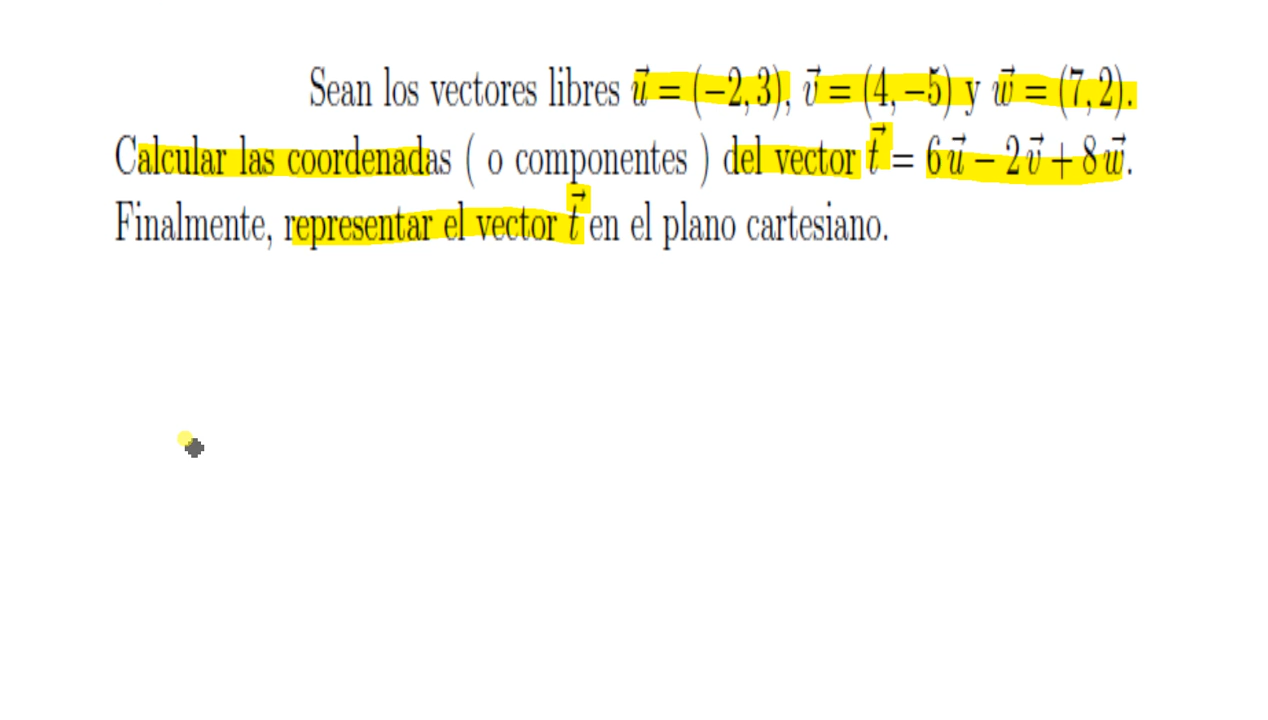 Sean los vectores libres u⃗ = (−2, 3), v⃗ = (4, −5) y w⃗ = (7, 2).
Calcular las coordenadas ( o componentes ) del vector t⃗ = 6 u⃗ − 2 v⃗ + 8 w⃗.
Finalmente, representar el vector t⃗ en el plano cartesiano.